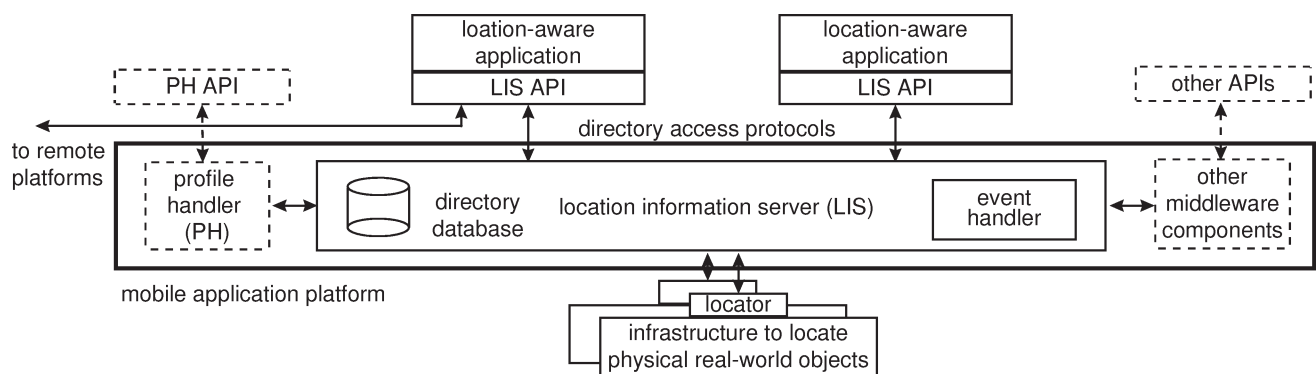 loation-aware
application
LIS API
location-aware
application
LIS API
PH API
other APIs
directory access protocols
to remote
platforms
profile
handler
(PH)
directory
database
location information server (LIS)
event
handler
other
middleware
components
mobile application platform
locator
infrastructure to locate
physical real-world objects